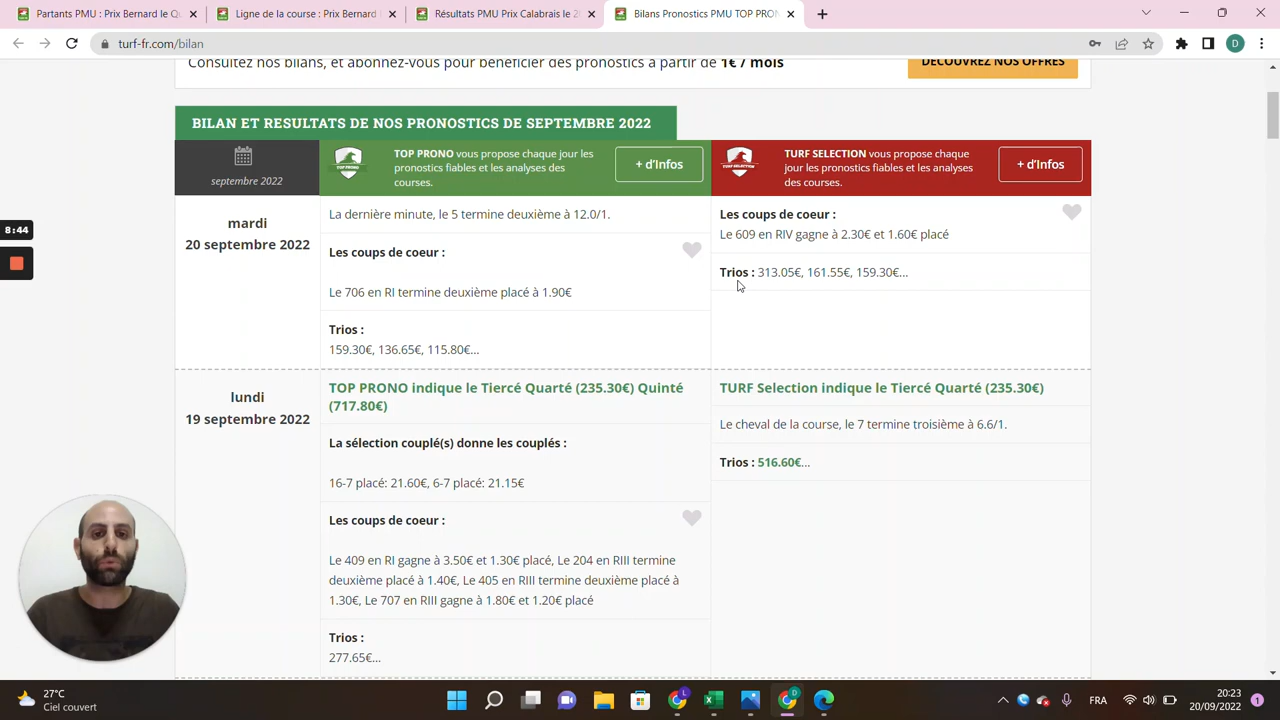 Partants PMU : Prix Bernard le Q
Ligne de la course : Prix Bernard l
Résultats PMU Prix Calabrais le 2
Bilans Pronostics PMU TOP PRON
turf-fr.com/bilan
D
Consultez nos bilans, et abonnez-vous pour bénéficier des pronostics à partir de 1€ / mois
DÉCOUVREZ NOS OFFRES
BILAN ET RESULTATS DE NOS PRONOSTICS DE SEPTEMBRE 2022
septembre 2022
TOP PRONO
TOP PRONO vous propose chaque jour les
pronostics fiables et les analyses des
courses.
+ d'Infos
TURF SELECTION
TURF SELECTION vous propose chaque
jour les pronostics fiables et les analyses
des courses.
+ d'Infos
mardi
20 septembre 2022
La dernière minute, le 5 termine deuxième à 12.0/1.
Les coups de coeur :
Le 706 en RI termine deuxième placé à 1.90€
Trios :
159.30€, 136.65€, 115.80€...
Les coups de coeur :
Le 609 en RIV gagne à 2.30€ et 1.60€ placé
Trios : 313.05€, 161.55€, 159.30€...
8:44
lundi
19 septembre 2022
TOP PRONO indique le Tiercé Quarté (235.30€) Quinté
(717.80€)
La sélection couplé(s) donne les couplés :
16-7 placé: 21.60€, 6-7 placé: 21.15€
Les coups de coeur :
Le 409 en RI gagne à 3.50€ et 1.30€ placé, Le 204 en RIII termine
deuxième placé à 1.40€, Le 405 en RIII termine deuxième placé à
1.30€, Le 707 en RIII gagne à 1.80€ et 1.20€ placé
Trios :
277.65€...
TURF Selection indique le Tiercé Quarté (235.30€)
Le cheval de la course, le 7 termine troisième à 6.6/1.
Trios : 516.60€...
27°C
Ciel couvert
L
D
FRA
20:23
20/09/2022
1